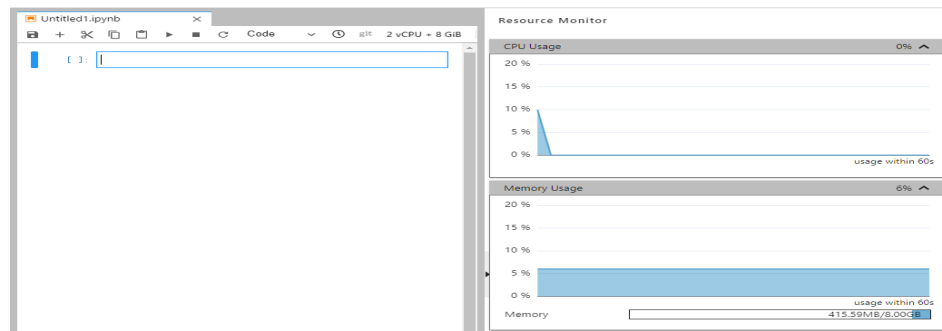 Untitled1.ipynb
Code git 2 vCPU + 8 GiB
[ ]:
Resource Monitor
CPU Usage 0%
20 %
15 %
10 %
5 %
0 %
usage within 60s
Memory Usage 6%
20 %
15 %
10 %
5 %
0 %
usage within 60s
Memory 415.59MB/8.00GB